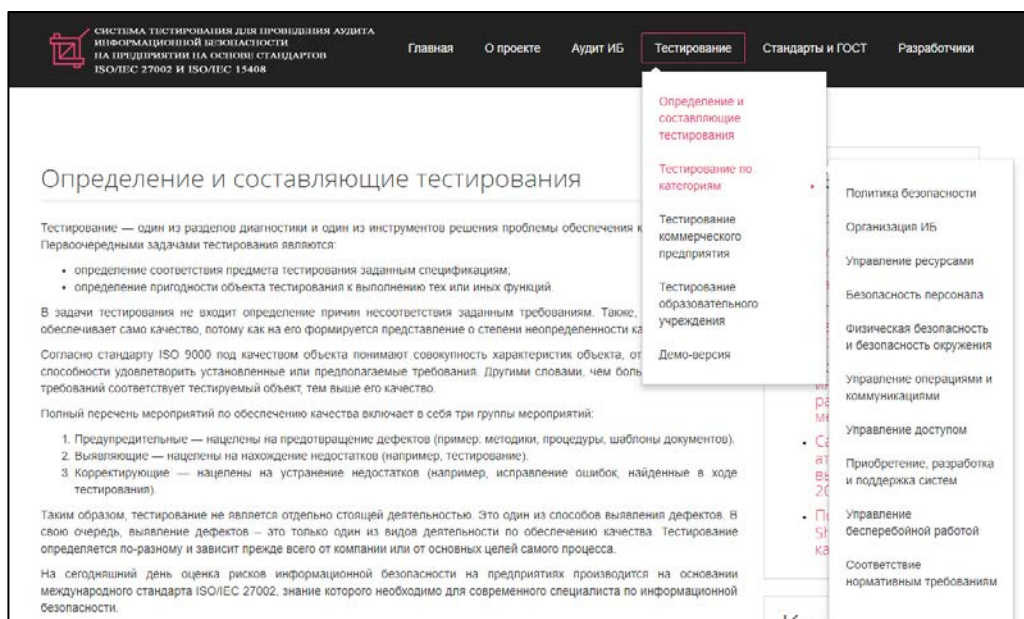 СИСТЕМА ТЕСТИРОВАНИЯ ДЛЯ ПРОВЕДЕНИЯ АУДИТА
ИНФОРМАЦИОННОЙ БЕЗОПАСНОСТИ
НА ПРЕДПРИЯТИИ НА ОСНОВЕ СТАНДАРТОВ
ISO/IEC 27002 И ISO/IEC 15408
Главная О проекте Аудит ИБ Тестирование Стандарты и ГОСТ Разработчики
Определение и
составляющие
тестирования
Тестирование по
категориям
Тестирование
коммерческого
предприятия
Тестирование
образовательного
учреждения
Демо-версия
Политика безопасности
Организация ИБ
Управление ресурсами
Безопасность персонала
Физическая безопасность
и безопасность окружения
Управление операциями и
коммуникациями
Управление доступом
Приобретение, разработка
и поддержка систем
Управление
бесперебойной работой
Соответствие
нормативным требованиям
Определение и составляющие тестирования
Тестирование — один из разделов диагностики и один из инструментов решения проблемы обеспечения
Первоочередными задачами тестирования являются:
• определение соответствия предмета тестирования заданным спецификациям;
• определение пригодности объекта тестирования к выполнению тех или иных функций.
В задачи тестирования не входит определение причин несоответствия заданным требованиям. Также,
обеспечивает само качество, потому как на его формируется представление о степени неопределенности
Согласно стандарту ISO 9000 под качеством объекта понимают совокупность характеристик объекта,
способности удовлетворить установленные или предполагаемые требования. Другими словами, чем
требований соответствует тестируемый объект, тем выше его качество.
Полный перечень мероприятий по обеспечению качества включает в себя три группы мероприятий:
1. Предупредительные — нацелены на предотвращение дефектов (пример: методики, процедуры, шаблоны документов).
2. Выявляющие — нацелены на нахождение недостатков (например, тестирование).
3. Корректирующие — нацелены на устранение недостатков (например, исправление ошибок, найденные в ходе
тестирования).
Таким образом, тестирование не является отдельно стоящей деятельностью. Это один из способов выявления дефектов. В
свою очередь, выявление дефектов – это только один из видов деятельности по обеспечению качества. Тестирование
определяется по-разному и зависит прежде всего от компании или от основных целей самого процесса.
На сегодняшний день оценка рисков информационной безопасности на предприятиях производится на основании
международного стандарта ISO/IEC 27002, знание которого необходимо для современного специалиста по информационной
безопасности.